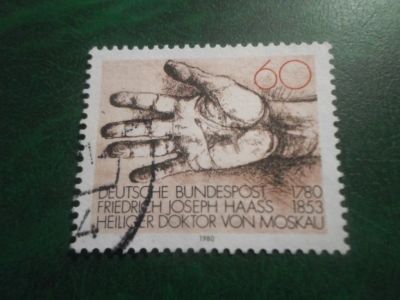 60
DEUTSCHE BUNDESPOST 1780
FRIEDRICH JOSEPH HAASS 1853
HEILIGER DOKTOR VON MOSKAU
1980